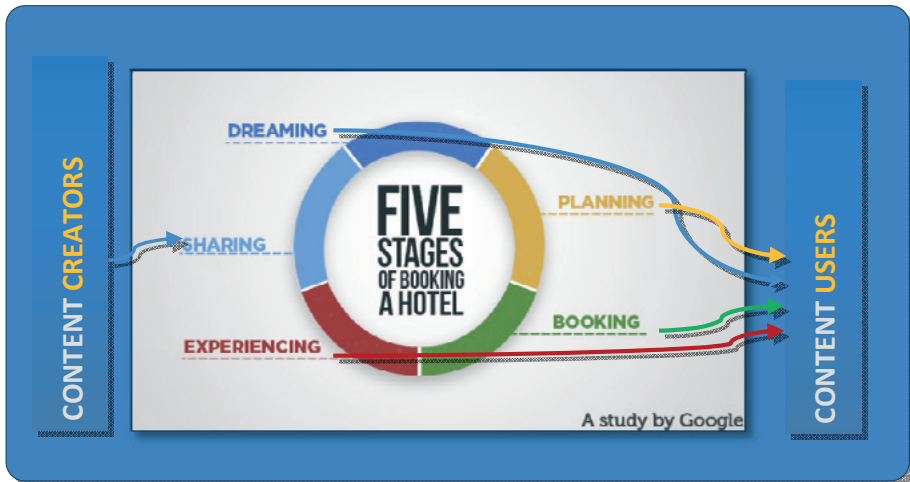 CONTENT CREATORS
DREAMING
PLANNING
SHARING
FIVE
STAGES
OF BOOKING
A HOTEL
BOOKING
EXPERIENCING
A study by Google
CONTENT USERS